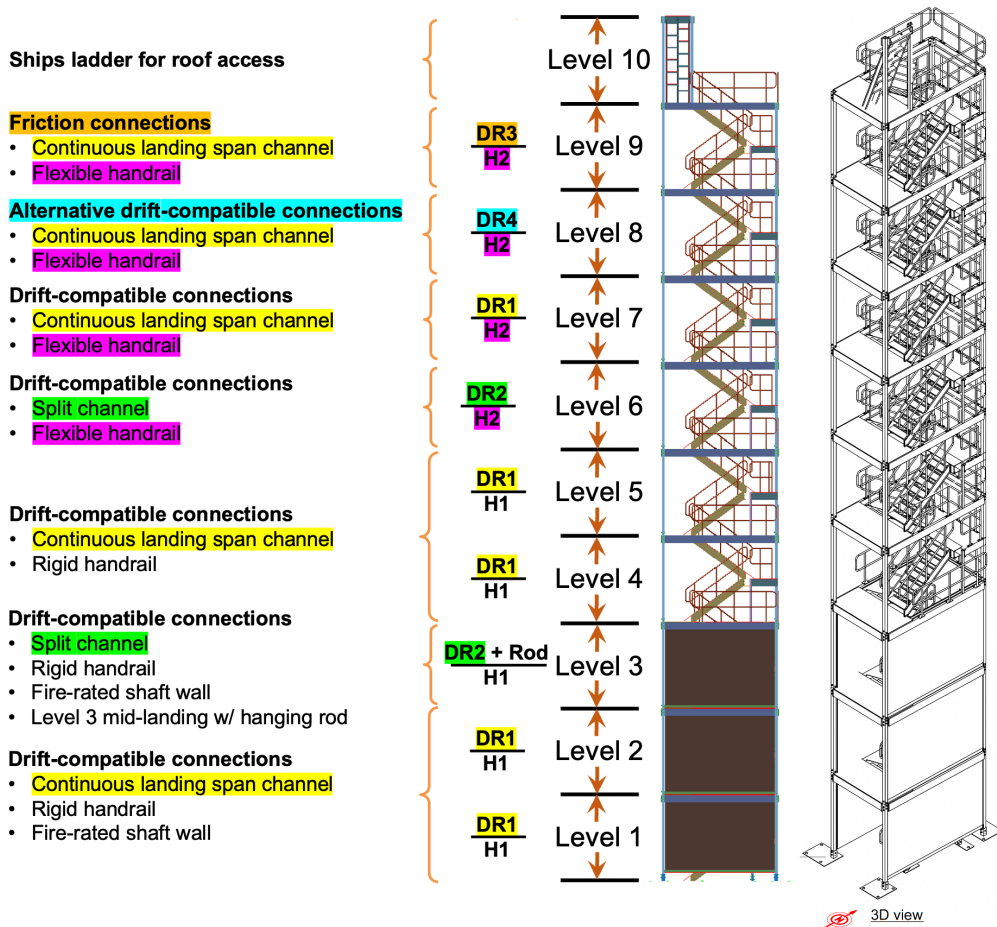 Ships ladder for roof access
Level 10
Friction connections
• Continuous landing span channel
• Flexible handrail
DR3
H2
Level 9
Alternative drift-compatible connections
• Continuous landing span channel
• Flexible handrail
DR4
H2
Level 8
Drift-compatible connections
• Continuous landing span channel
• Flexible handrail
DR1
H2
Level 7
Drift-compatible connections
• Split channel
• Flexible handrail
DR2
H2
Level 6
Drift-compatible connections
• Continuous landing span channel
• Rigid handrail
DR1
H1
Level 5
DR1
H1
Level 4
Drift-compatible connections
• Split channel
• Rigid handrail
• Fire-rated shaft wall
• Level 3 mid-landing w/ hanging rod
DR2 + Rod
H1
Level 3
Drift-compatible connections
• Continuous landing span channel
• Rigid handrail
• Fire-rated shaft wall
DR1
H1
Level 2
DR1
H1
Level 1
3D view